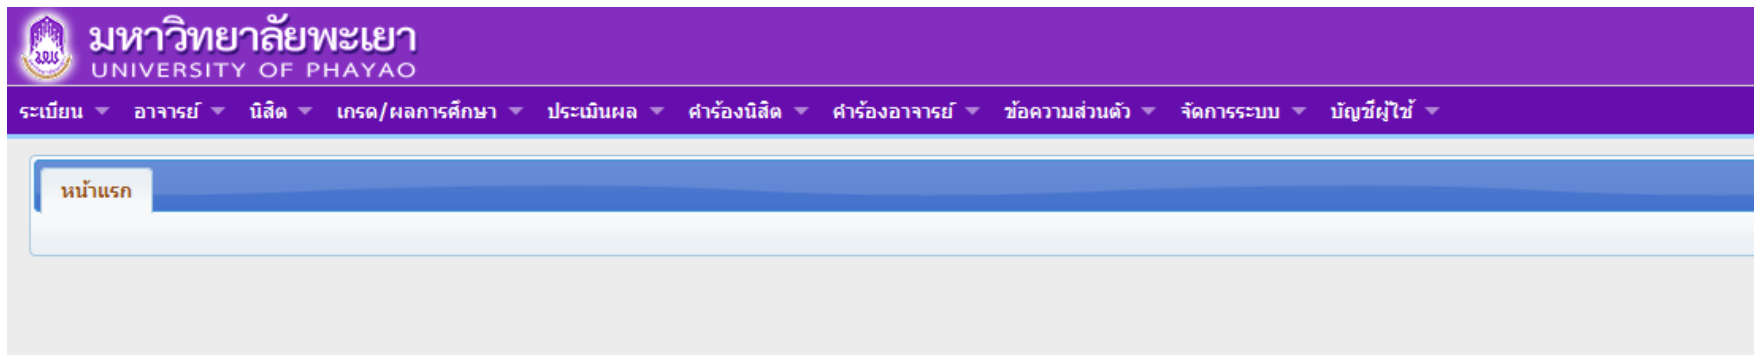 มหาวิทยาลัยพะเยา
UNIVERSITY OF PHAYAO
ระเบียน อาจารย์ นิสิต เกรด/ผลการศึกษา ประเมินผล คำร้องนิสิต คำร้องอาจารย์ ข้อความส่วนตัว จัดการระบบ บัญชีผู้ใช้
หน้าแรก